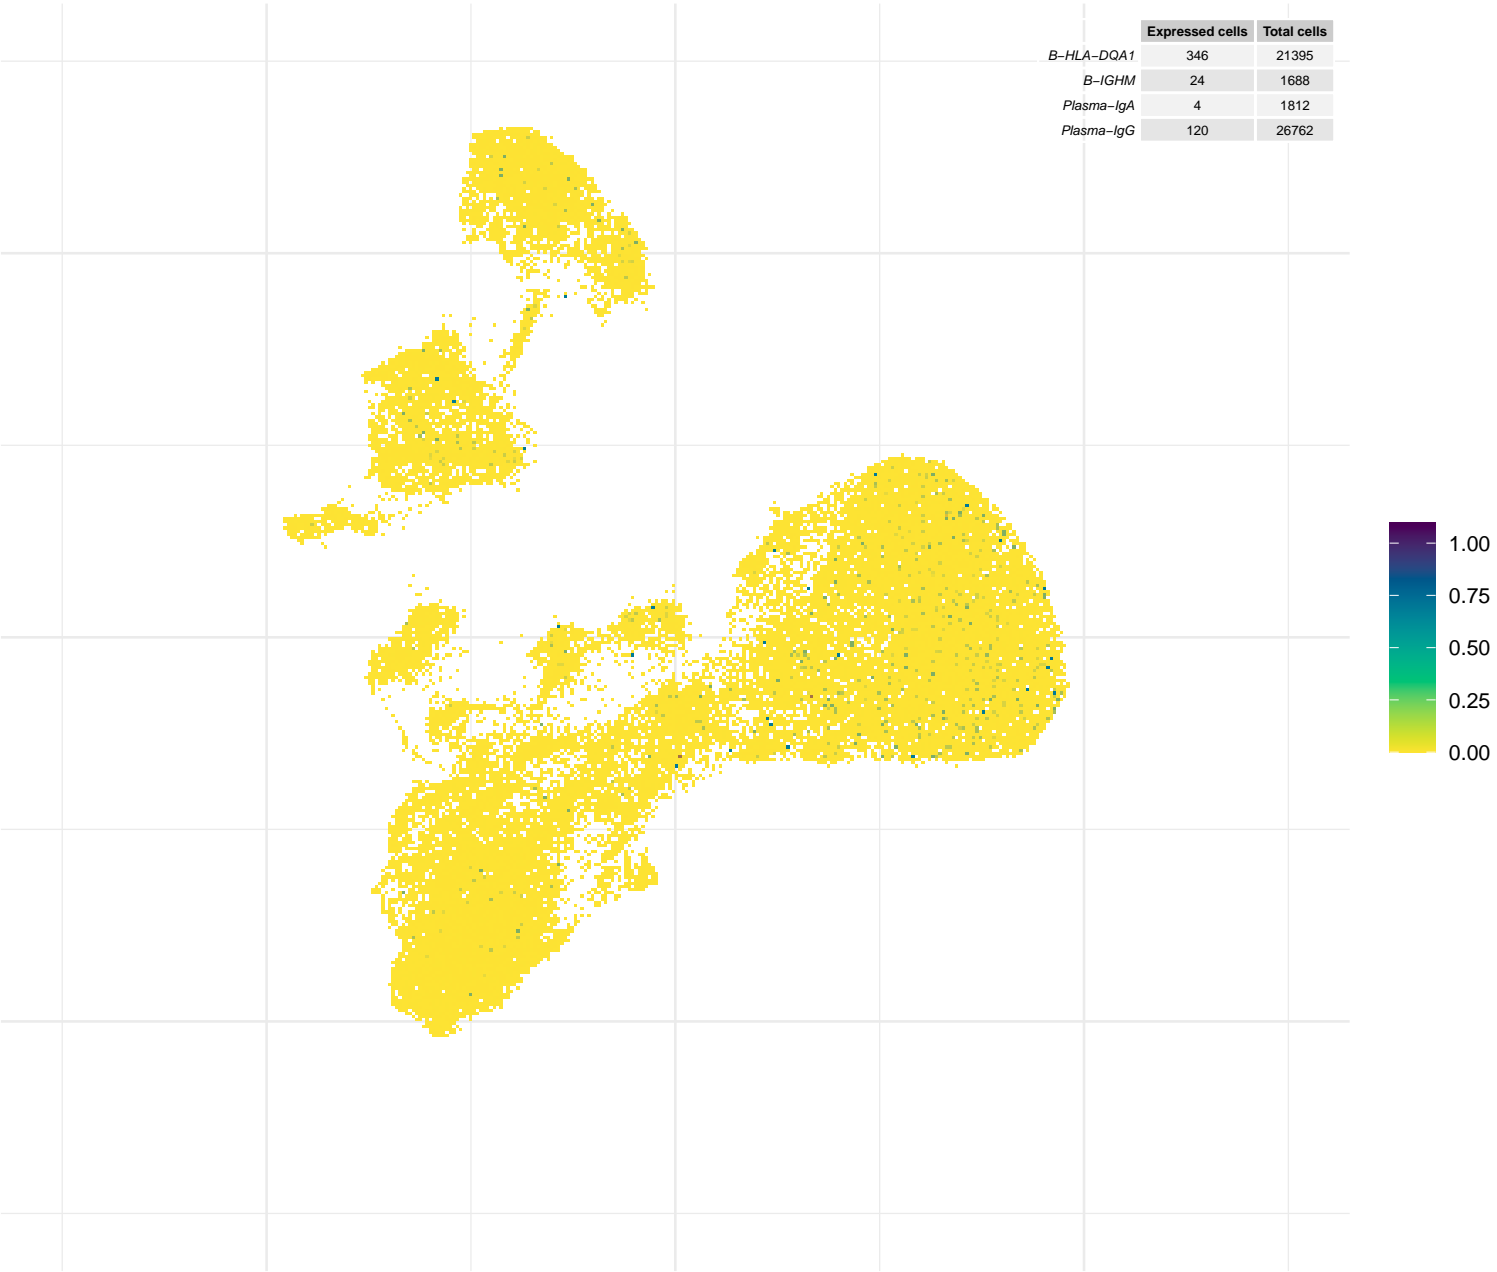 Expressed cells Total cells
B−HLA−DQA1 346 21395
B−IGHM 24 1688
Plasma−IgA 4 1812
Plasma−IgG 120 26762
1.00
0.75
0.50
0.25
0.00